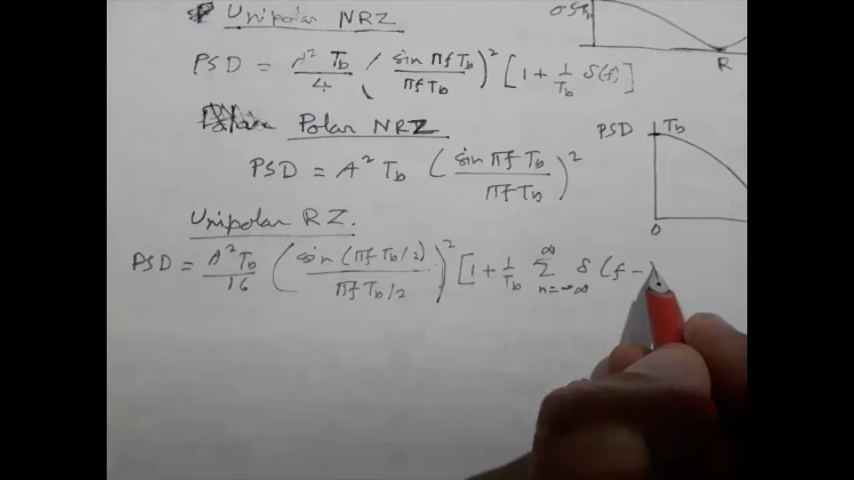 Unipolar NRZ
0.5Tb
R
PSD = A² Tb / 4 ( sin πf Tb / πf Tb )² [ 1 + 1/Tb δ(f) ]
Polar NRZ
PSD Tb
PSD = A² Tb ( sin πf Tb / πf Tb )²
0
Unipolar RZ.
PSD = A² Tb / 16 ( sin (πf Tb/2) / πf Tb/2 )² [ 1 + 1/Tb ∞ Σ n=-∞ δ (f -